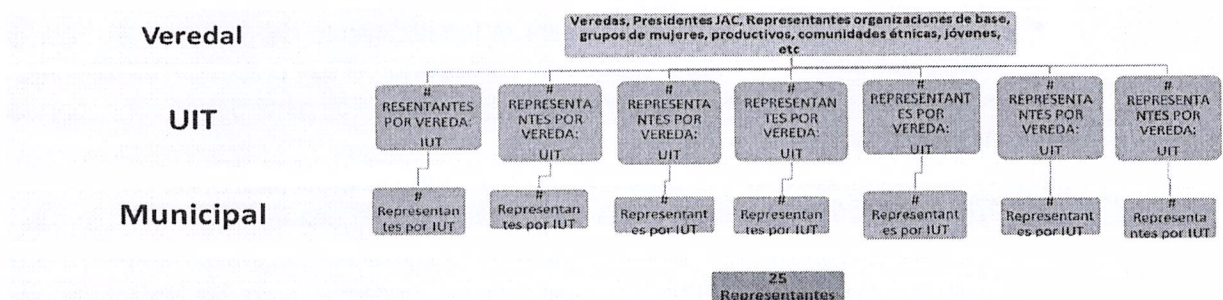 Veredal
Veredas, Presidentes JAC, Representantes organizaciones de base,
grupos de mujeres, productivos, comunidades étnicas, jóvenes,
etc
UIT
#
RESENTANTES
POR VEREDA:
IUT
#
REPRESENTA
NTES POR
VEREDA:
UIT
#
REPRESENTA
NTES POR
VEREDA:
UIT
#
REPRESENTAN
TES POR
VEREDA:
UIT
#
REPRESENTANT
ES POR
VEREDA:
UIT
#
REPRESENTA
NTES POR
VEREDA:
UIT
#
REPRESENTA
NTES POR
VEREDA:
UIT
Municipal
#
Representan
tes por IUT
#
Representan
tes por IUT
#
Representant
es por IUT
#
Representan
tes por IUT
#
Representant
es por IUT
#
Representant
es por IUT
#
Representa
ntes por IUT
25
Representantes